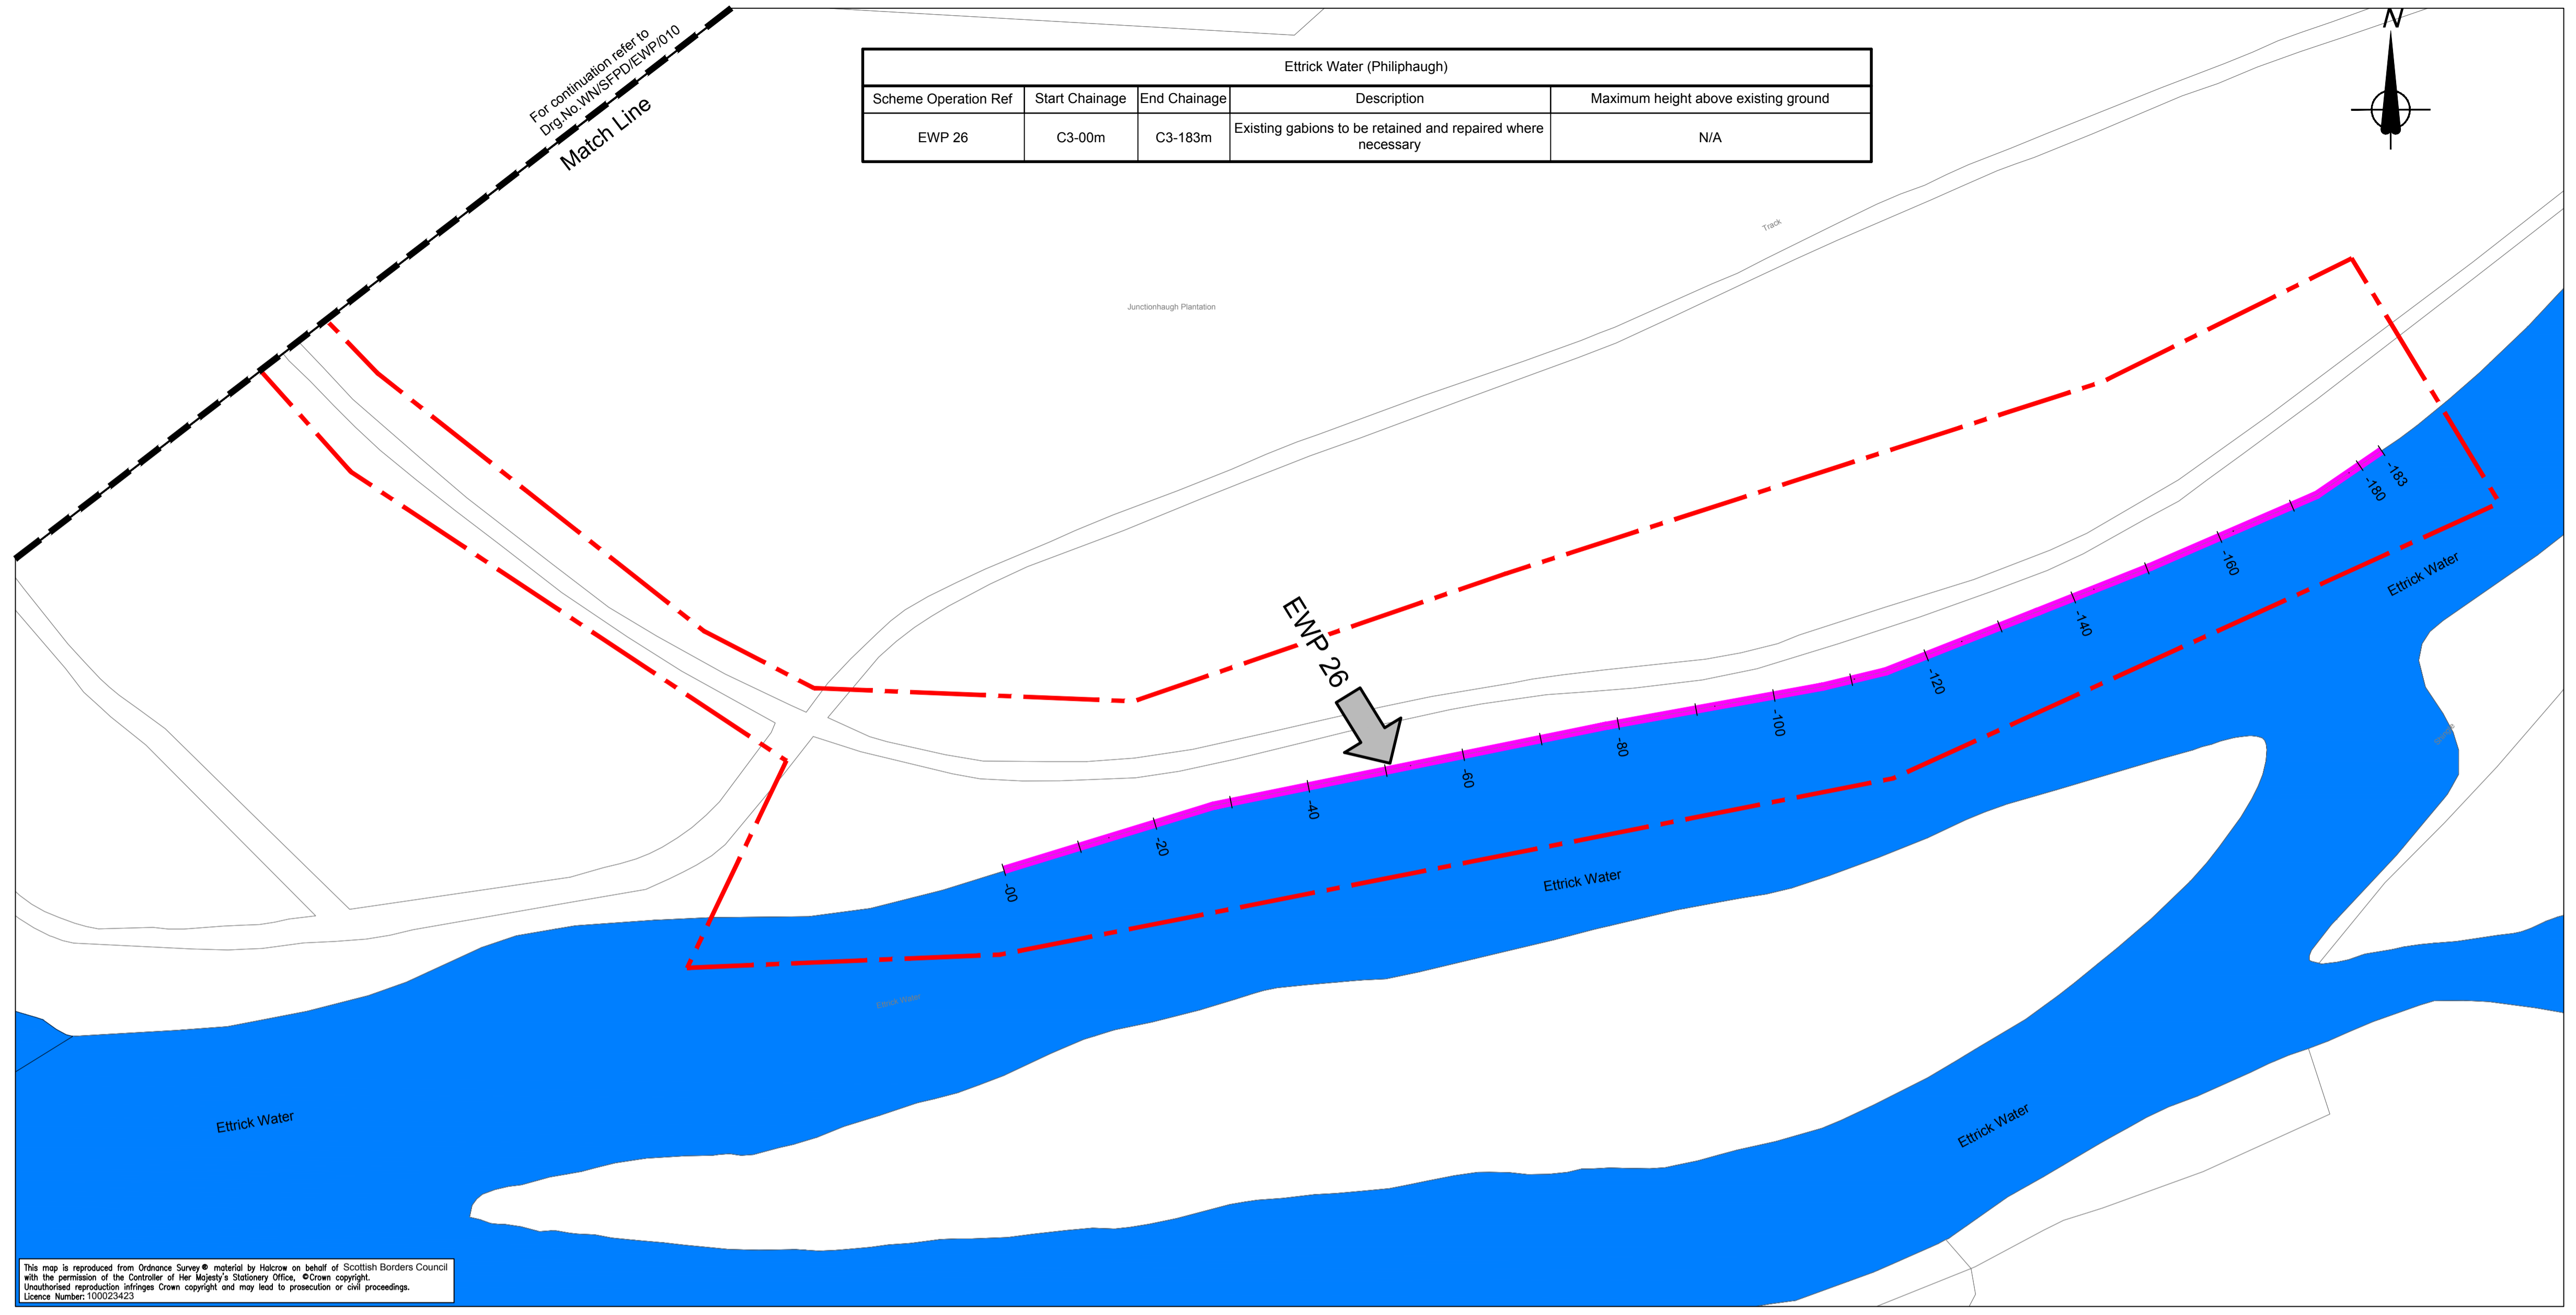 For continuation refer to
Drg.No.WN/SFPD/EWP/010
Match Line
N
Ettrick Water (Philiphaugh)
Scheme Operation Ref
Start Chainage
End Chainage
Description
Maximum height above existing ground
EWP 26
C3-00m
C3-183m
Existing gabions to be retained and repaired where
necessary
N/A
Track
Junctionhaugh Plantation
EWP 26
-00
-20
-40
-60
-80
-100
-120
-140
-160
-180
-183
Ettrick Water
Ettrick Water
Ettrick Water
Ettrick Water
Ettrick Water
This map is reproduced from Ordnance Survey ® material by Halcrow on behalf of Scottish Borders Council
with the permission of the Controller of Her Majesty's Stationery Office, ©Crown copyright.
Unauthorised reproduction infringes Crown copyright and may lead to prosecution or civil proceedings.
Licence Number: 100023423